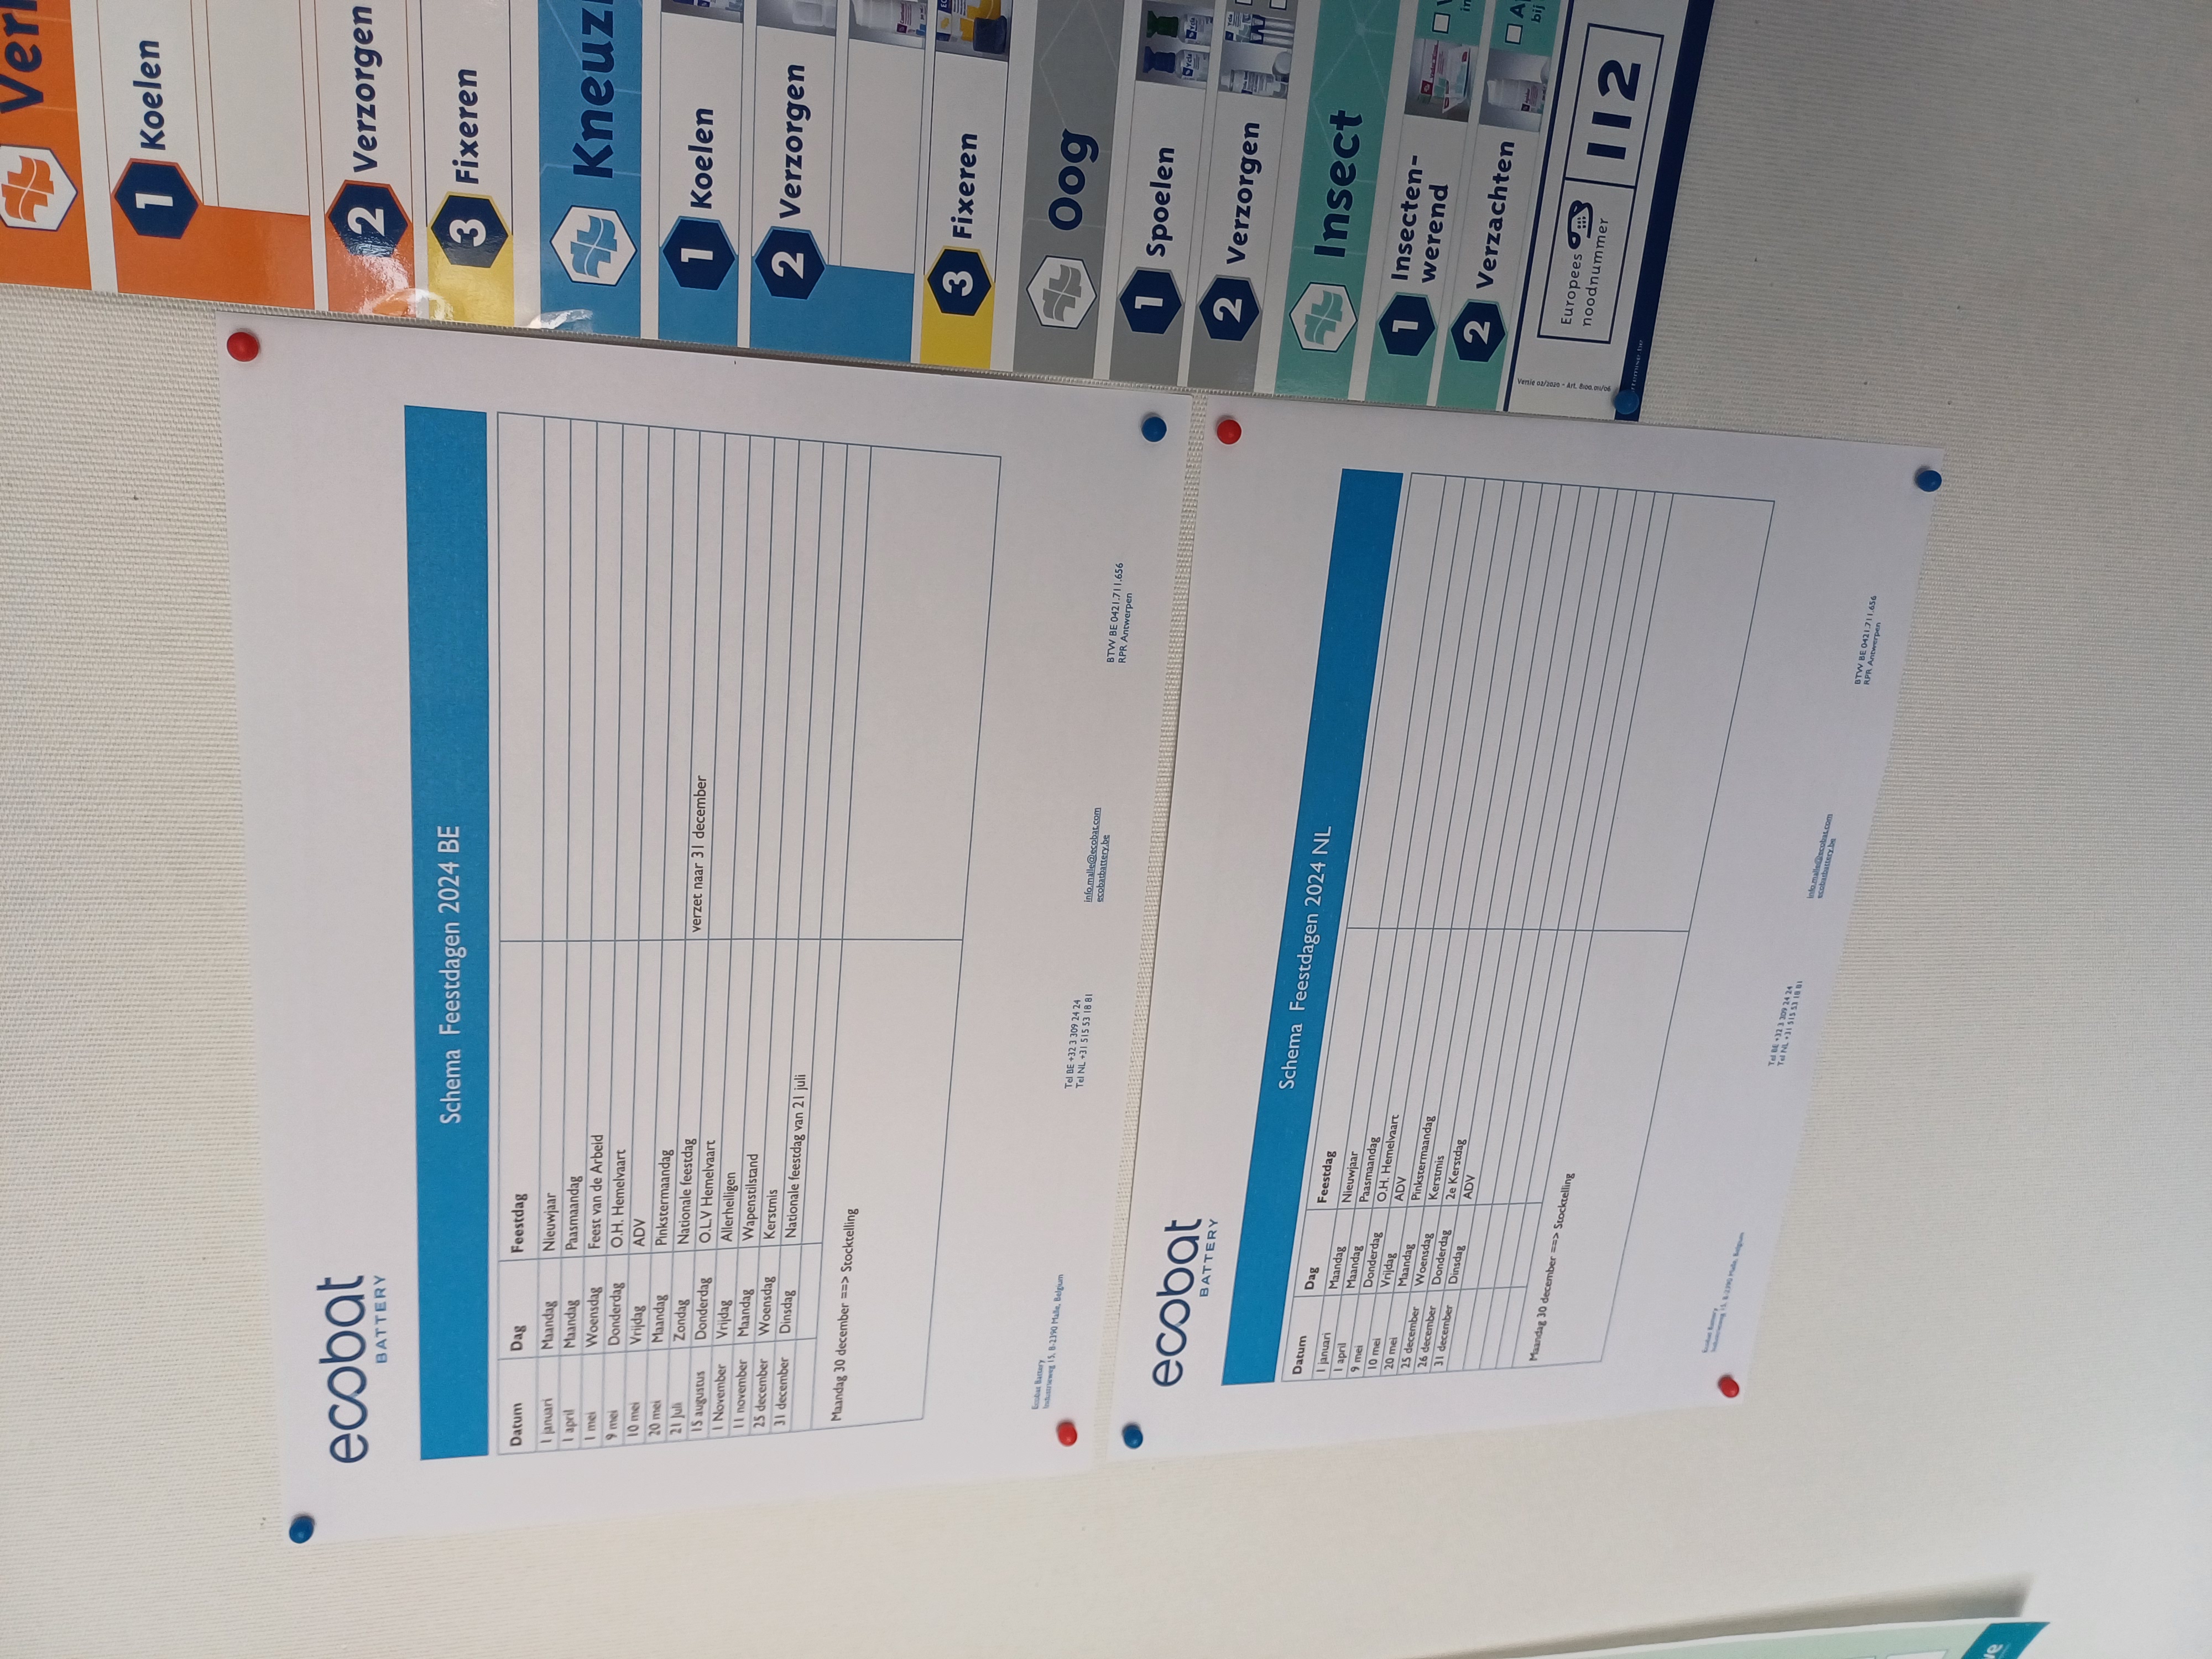 ecobat
BATTERY
Schema Feestdagen 2024 BE
Datum Dag Feestdag
1 januari Maandag Nieuwjaar
1 april Maandag Paasmaandag
1 mei Woensdag Feest van de Arbeid
9 mei Donderdag O.H. Hemelvaart
10 mei Vrijdag ADV
20 mei Maandag Pinkstermaandag
21 Juli Zondag Nationale feestdag verzet naar 31 december
15 augustus Donderdag O.L.V Hemelvaart
1 November Vrijdag Allerheiligen
11 november Maandag Wapenstilstand
25 december Woensdag Kerstmis
31 december Dinsdag Nationale feestdag van 21 juli
Maandag 30 december ==> Stocktelling
Ecobat Battery
Industrieweg 15, B-2390 Malle, Belgium
Tel BE +32 3 309 24 24
Tel NL +31 515 53 18 81
info.malle@ecobat.com
ecobatbattery.be
BTW BE 0421.711.656
RPR Antwerpen
ecobat
BATTERY
Schema Feestdagen 2024 NL
Datum Dag Feestdag
1 januari Maandag Nieuwjaar
1 april Maandag Paasmaandag
9 mei Donderdag O.H. Hemelvaart
10 mei Vrijdag ADV
20 mei Maandag Pinkstermaandag
25 december Woensdag Kerstmis
26 december Donderdag 2e Kerstdag
31 december Dinsdag ADV
Maandag 30 december ==> Stocktelling
Ecobat Battery
Industrieweg 15, B-2390 Malle, Belgium
Tel BE +32 3 309 24 24
Tel NL +31 515 53 18 81
info.malle@ecobat.com
ecobatbattery.be
BTW BE 0421.711.656
RPR Antwerpen
1 Koelen
2 Verzorgen
3 Fixeren
Kneuz
1 Koelen
2 Verzorgen
3 Fixeren
Oog
1 Spoelen
2 Verzorgen
Insect
1 Insecten-
werend
2 Verzachten
bij
Europees
noodnummer
112